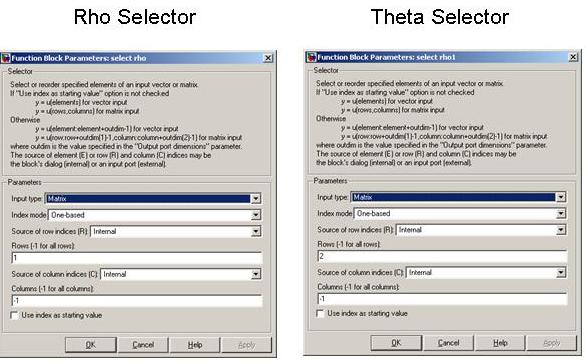 Rho Selector
Theta Selector
Function Block Parameters: select rho
Selector
Select or reorder specified elements of an input vector or matrix.
If "Use index as starting value" option is not checked
y = u(elements) for vector input
y = u(rows,columns) for matrix input
Otherwise
y = u(element:element+outdim-1) for vector input
y = u(row:row+outdim(1)-1,column:column+outdim(2)-1) for matrix input
where outdim is the value specified in the "Output port dimensions" parameter.
The source of element (E) or row (R) and column (C) indices may be
the block's dialog (internal) or an input port (external).
Parameters
Input type: Matrix
Index mode One-based
Source of row indices (R): Internal
Rows (-1 for all rows):
1
Source of column indices (C): Internal
Columns (-1 for all columns):
-1
Use index as starting value
OK Cancel Help Apply
Function Block Parameters: select rho1
Selector
Select or reorder specified elements of an input vector or matrix.
If "Use index as starting value" option is not checked
y = u(elements) for vector input
y = u(rows,columns) for matrix input
Otherwise
y = u(element:element+outdim-1) for vector input
y = u(row:row+outdim(1)-1,column:column+outdim(2)-1) for matrix input
where outdim is the value specified in the "Output port dimensions" parameter.
The source of element (E) or row (R) and column (C) indices may be
the block's dialog (internal) or an input port (external).
Parameters
Input type: Matrix
Index mode One-based
Source of row indices (R): Internal
Rows (-1 for all rows):
2
Source of column indices (C): Internal
Columns (-1 for all columns):
-1
Use index as starting value
OK Cancel Help Apply